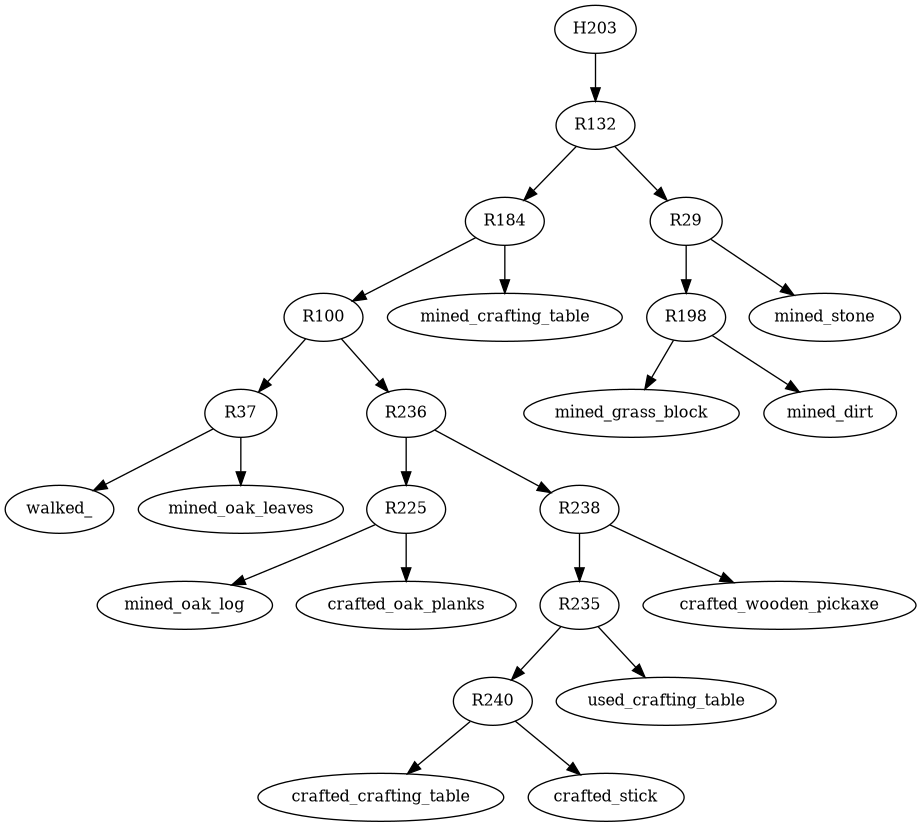 H203
R132
R184
R29
R100
mined_crafting_table
R198
mined_stone
R37
R236
mined_grass_block
mined_dirt
walked_
mined_oak_leaves
R225
R238
mined_oak_log
crafted_oak_planks
R235
crafted_wooden_pickaxe
R240
used_crafting_table
crafted_crafting_table
crafted_stick